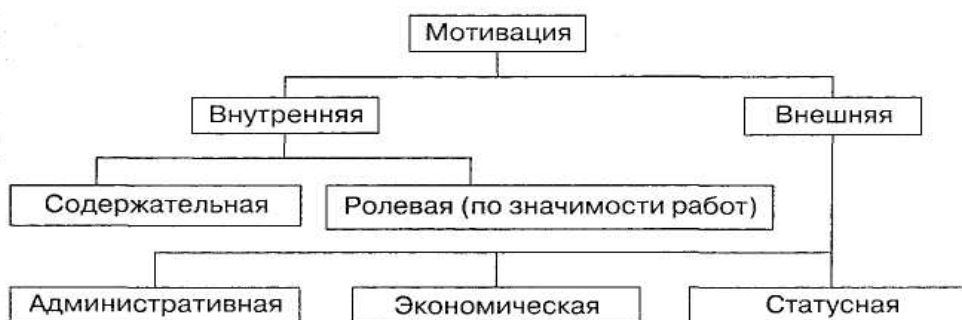 Мотивация
Внутренняя Внешняя
Содержательная Ролевая (по значимости работ)
Административная Экономическая Статусная